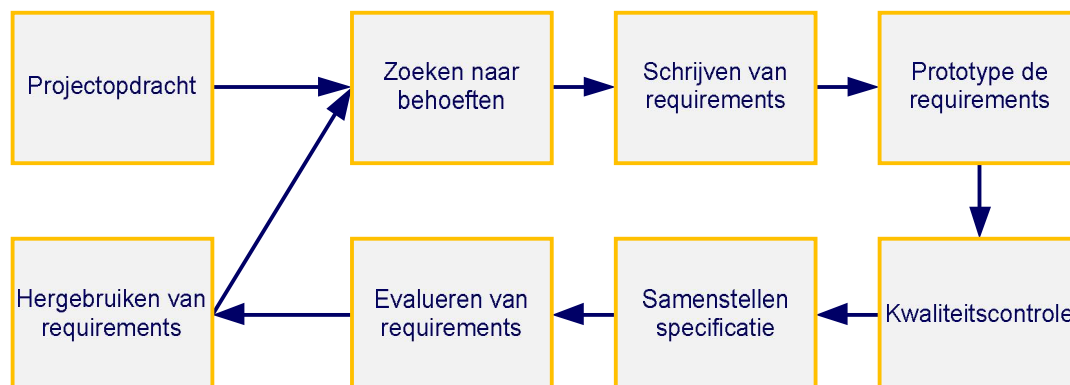 Projectopdracht
Zoeken naar
behoeften
Schrijven van
requirements
Prototype de
requirements
Hergebruiken van
requirements
Evalueren van
requirements
Samenstellen
specificatie
Kwaliteitscontrole